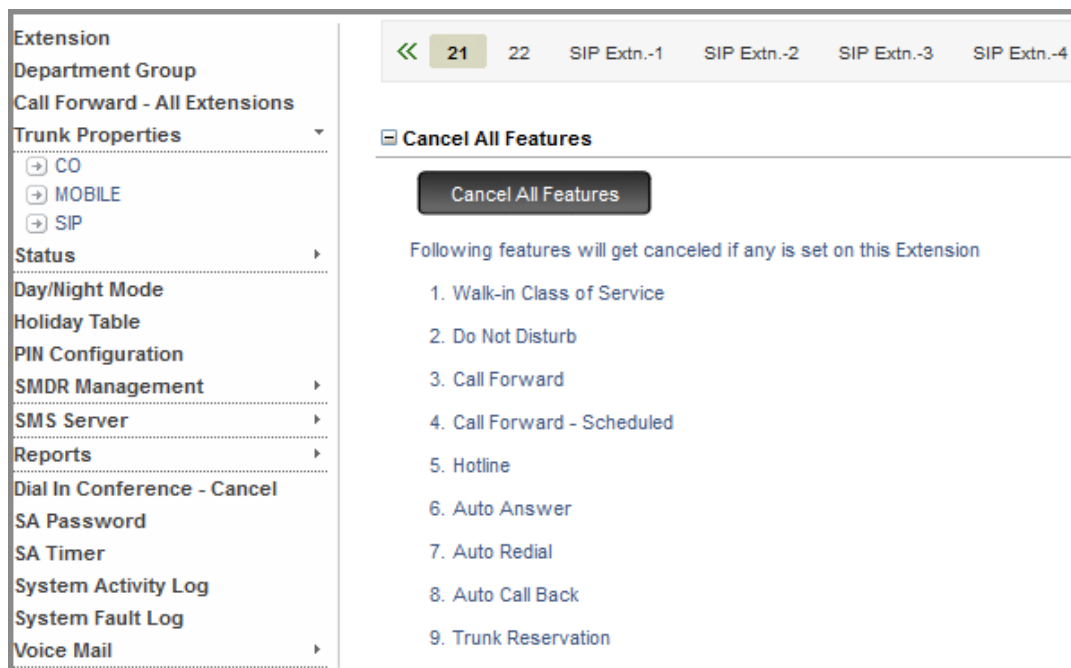 Extension
Department Group
Call Forward - All Extensions
Trunk Properties
CO
MOBILE
SIP
Status
Day/Night Mode
Holiday Table
PIN Configuration
SMDR Management
SMS Server
Reports
Dial In Conference - Cancel
SA Password
SA Timer
System Activity Log
System Fault Log
Voice Mail
21 22 SIP Extn.-1 SIP Extn.-2 SIP Extn.-3 SIP Extn.-4
Cancel All Features
Cancel All Features
Following features will get canceled if any is set on this Extension
1. Walk-in Class of Service
2. Do Not Disturb
3. Call Forward
4. Call Forward - Scheduled
5. Hotline
6. Auto Answer
7. Auto Redial
8. Auto Call Back
9. Trunk Reservation